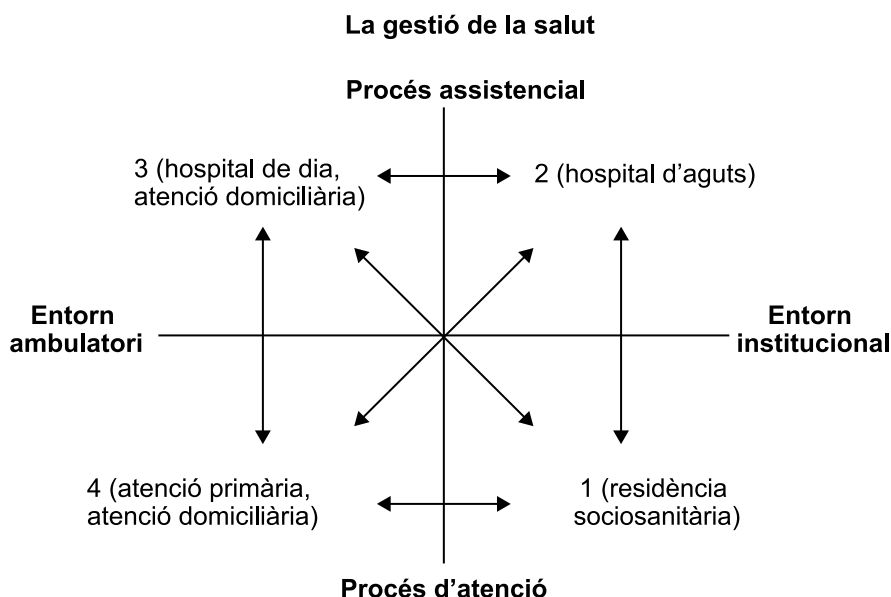 La gestió de la salut
Procés assistencial
3 (hospital de dia,
atenció domiciliària)
2 (hospital d'aguts)
Entorn
ambulatori
Entorn
institucional
4 (atenció primària,
atenció domiciliària)
1 (residència
sociosanitària)
Procés d'atenció